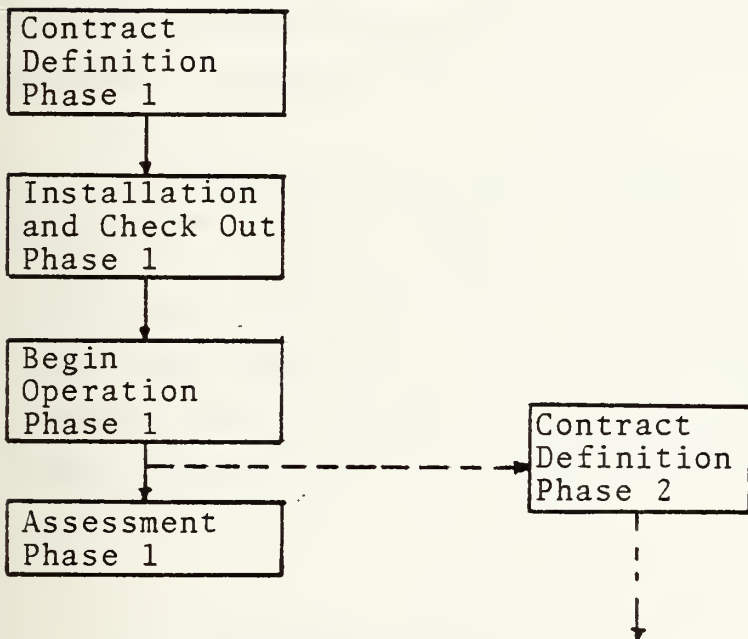 Contract
Definition
Phase 1
Installation
and Check Out
Phase 1
Begin
Operation
Phase 1
Contract
Definition
Phase 2
Assessment
Phase 1